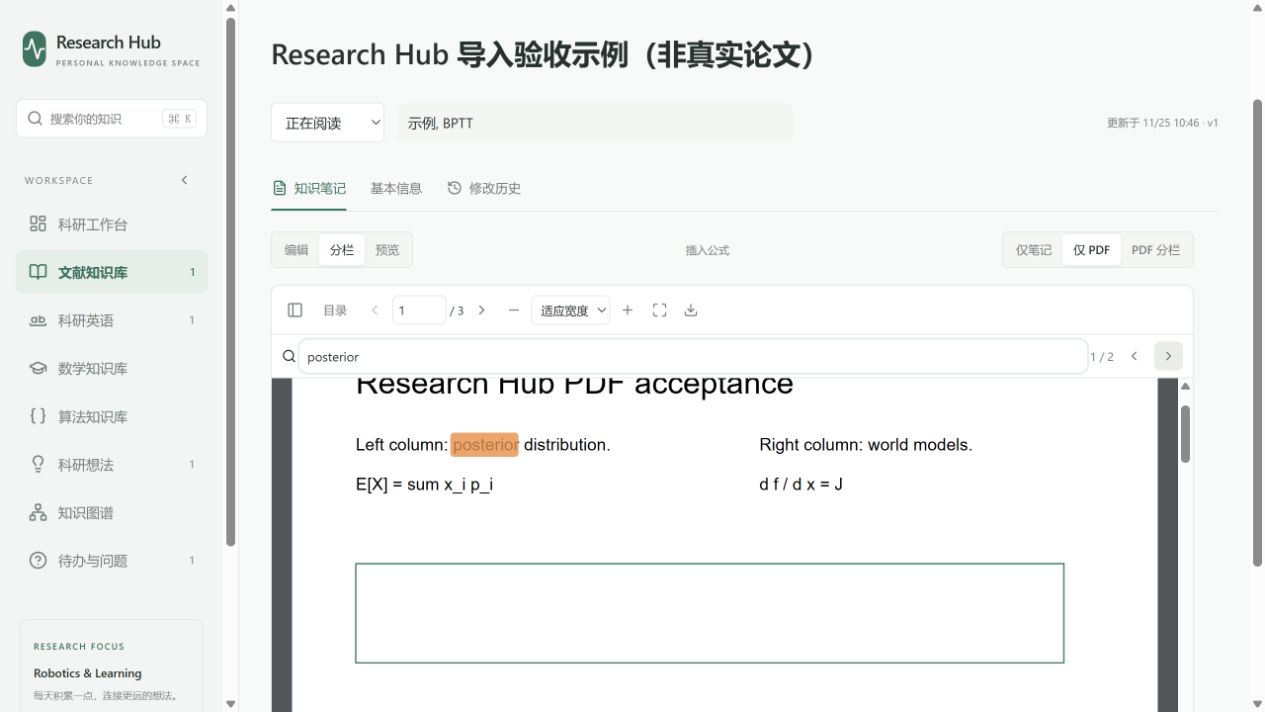 Research Hub
PERSONAL KNOWLEDGE SPACE
搜索你的知识 ⌘ K
WORKSPACE
科研工作台
文献知识库 1
科研英语 1
数学知识库
算法知识库
科研想法 1
知识图谱
待办与问题 1
RESEARCH FOCUS
Robotics & Learning
每天积累一点，连接更远的想法。
Research Hub 导入验收示例（非真实论文）
正在阅读 示例, BPTT 更新于 11/25 10:46 · v1
知识笔记 基本信息 修改历史
编辑 分栏 预览 插入公式 仅笔记 仅 PDF PDF 分栏
目录 1 / 3 适应宽度
posterior 1 / 2
Research Hub PDF acceptance
Left column: posterior distribution. Right column: world models.
E[X] = sum x_i p_i d f / d x = J